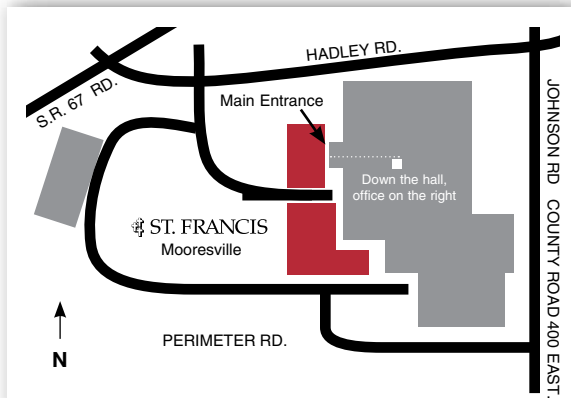 HADLEY RD.
S.R. 67 RD.
Main Entrance
JOHNSON RD COUNTY ROAD 400 EAST.
Down the hall,
office on the right
ST. FRANCIS
Mooresville
PERIMETER RD.
N